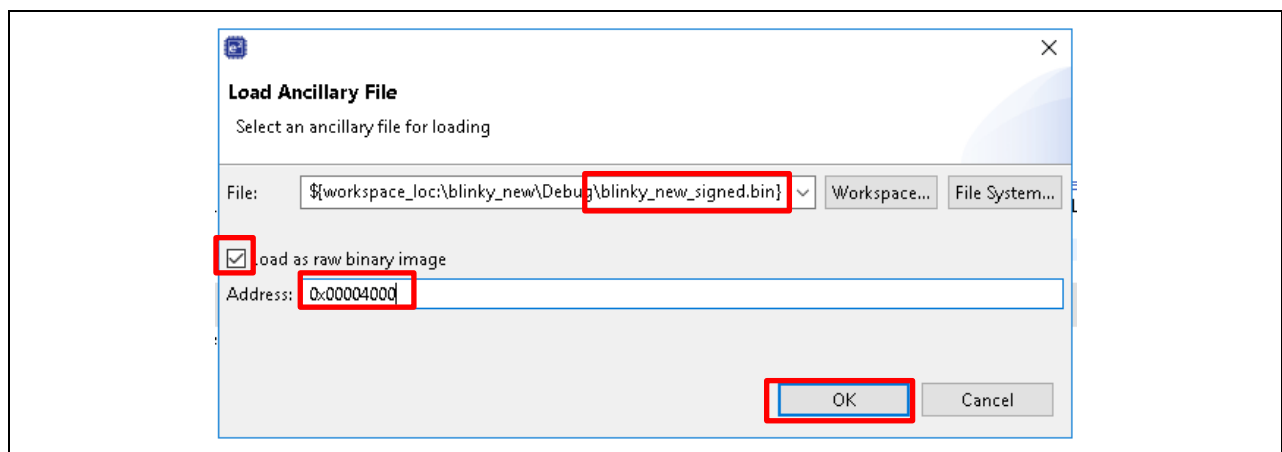 e²
Load Ancillary File
Select an ancillary file for loading
File: ${workspace_loc:\blinky_new\Debug\blinky_new_signed.bin} Workspace... File System...
Load as raw binary image
Address: 0x00004000
OK Cancel